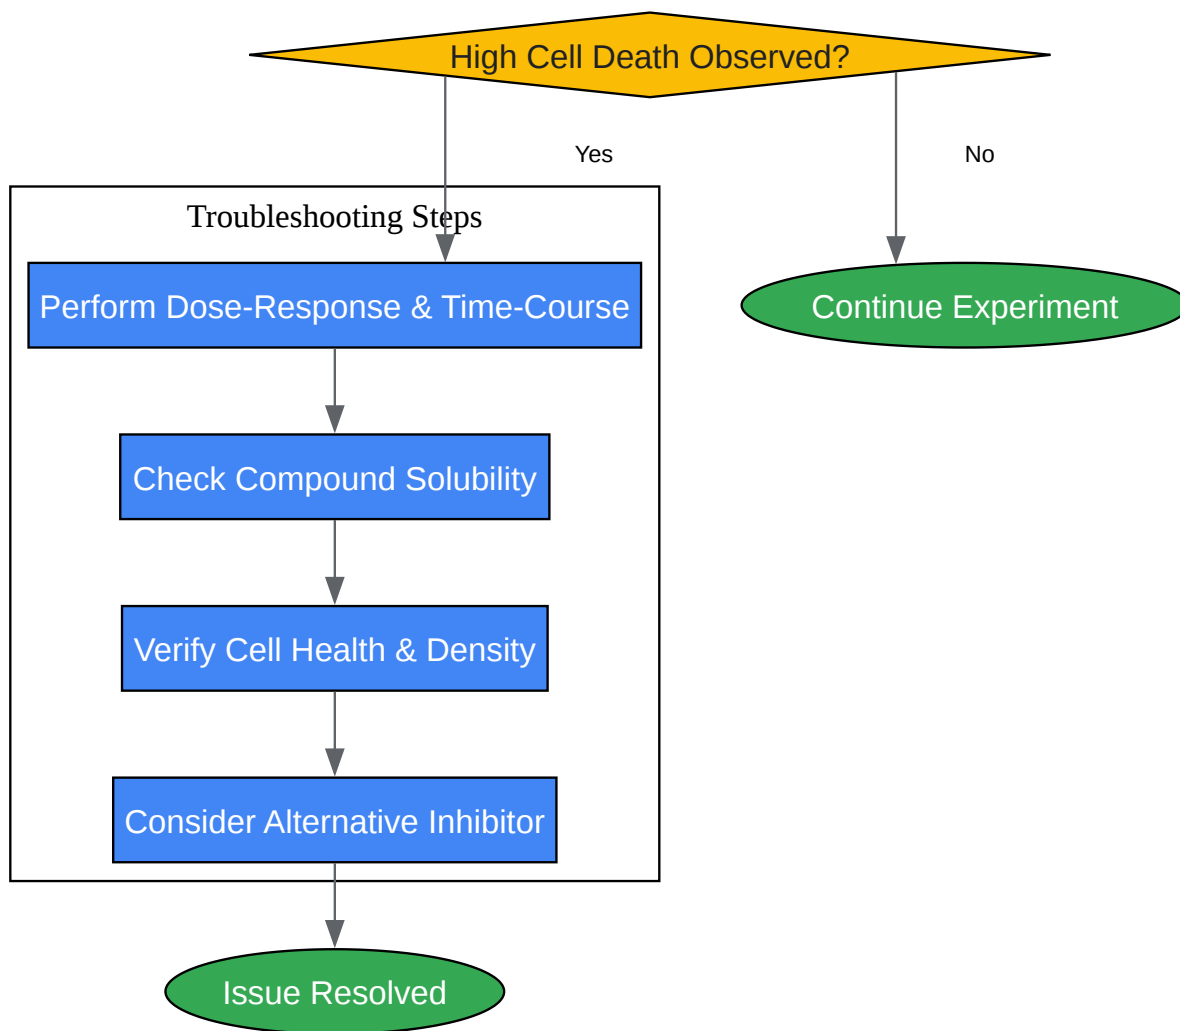 High Cell Death Observed?
Yes
No
Troubleshooting Steps
Perform Dose-Response & Time-Course
Continue Experiment
Check Compound Solubility
Verify Cell Health & Density
Consider Alternative Inhibitor
Issue Resolved